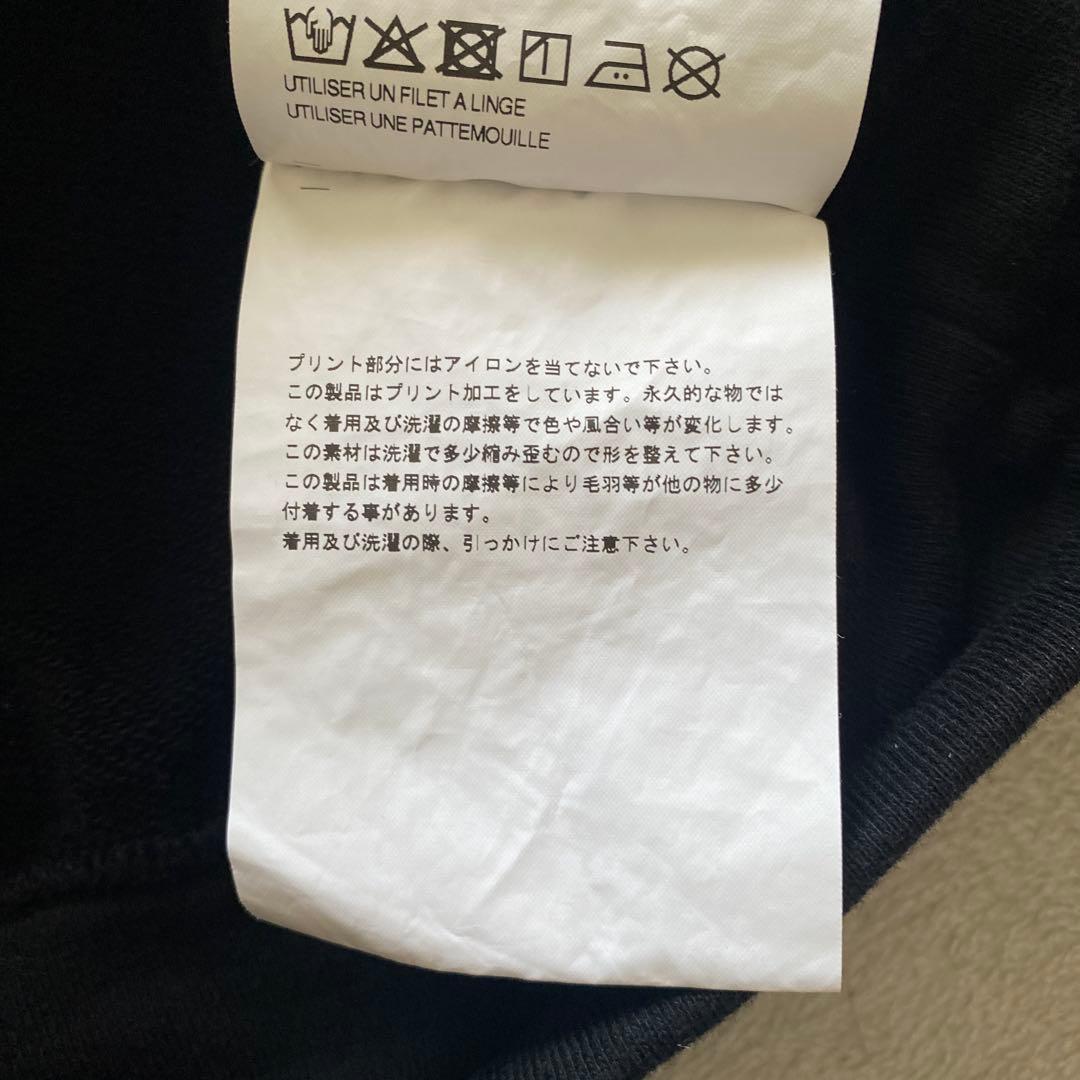 UTILISER UN FILET A LINGE
UTILISER UNE PATTEMOUILLE
プリント部分にはアイロンを当てないで下さい。
この製品はプリント加工をしています。永久的な物では
なく着用及び洗濯の摩擦等で色や風合い等が変化します。
この素材は洗濯で多少縮み歪むので形を整えて下さい。
この製品は着用時の摩擦等により毛羽等が他の物に多少
付着する事があります。
着用及び洗濯の際、引っかけにご注意下さい。